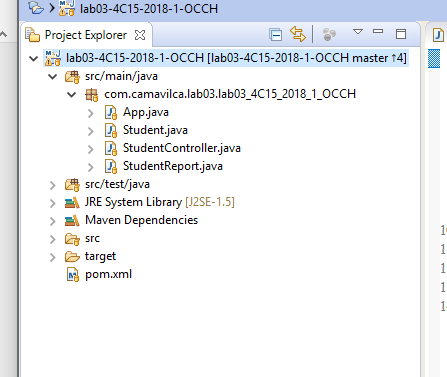 lab03-4C15-2018-1-OCCH
Project Explorer
lab03-4C15-2018-1-OCCH [lab03-4C15-2018-1-OCCH master ↑4]
src/main/java
com.camavilca.lab03.lab03_4C15_2018_1_OCCH
App.java
Student.java
StudentController.java
StudentReport.java
src/test/java
JRE System Library [J2SE-1.5]
Maven Dependencies
src
target
pom.xml